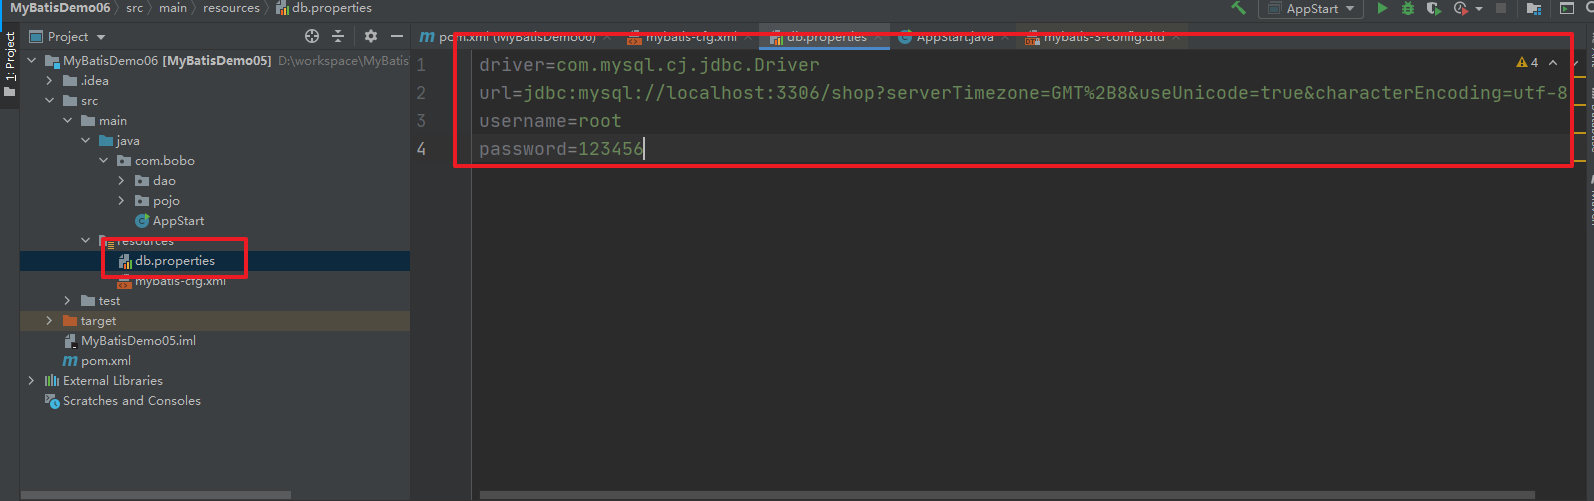 MyBatisDemo06 › src › main › resources › db.properties
AppStart
1: Project
Project
pom.xml (MyBatisDemo06)
mybatis-cfg.xml
db.properties
AppStart.java
mybatis-3-config.dtd
MyBatisDemo06 [MyBatisDemo05] D:\workspace\MyBatis
.idea
src
main
java
com.bobo
dao
pojo
AppStart
resources
db.properties
mybatis-cfg.xml
test
target
MyBatisDemo05.iml
pom.xml
External Libraries
Scratches and Consoles
1 driver=com.mysql.cj.jdbc.Driver
4
2 url=jdbc:mysql://localhost:3306/shop?serverTimezone=GMT%2B8&useUnicode=true&characterEncoding=utf-8
3 username=root
4 password=123456